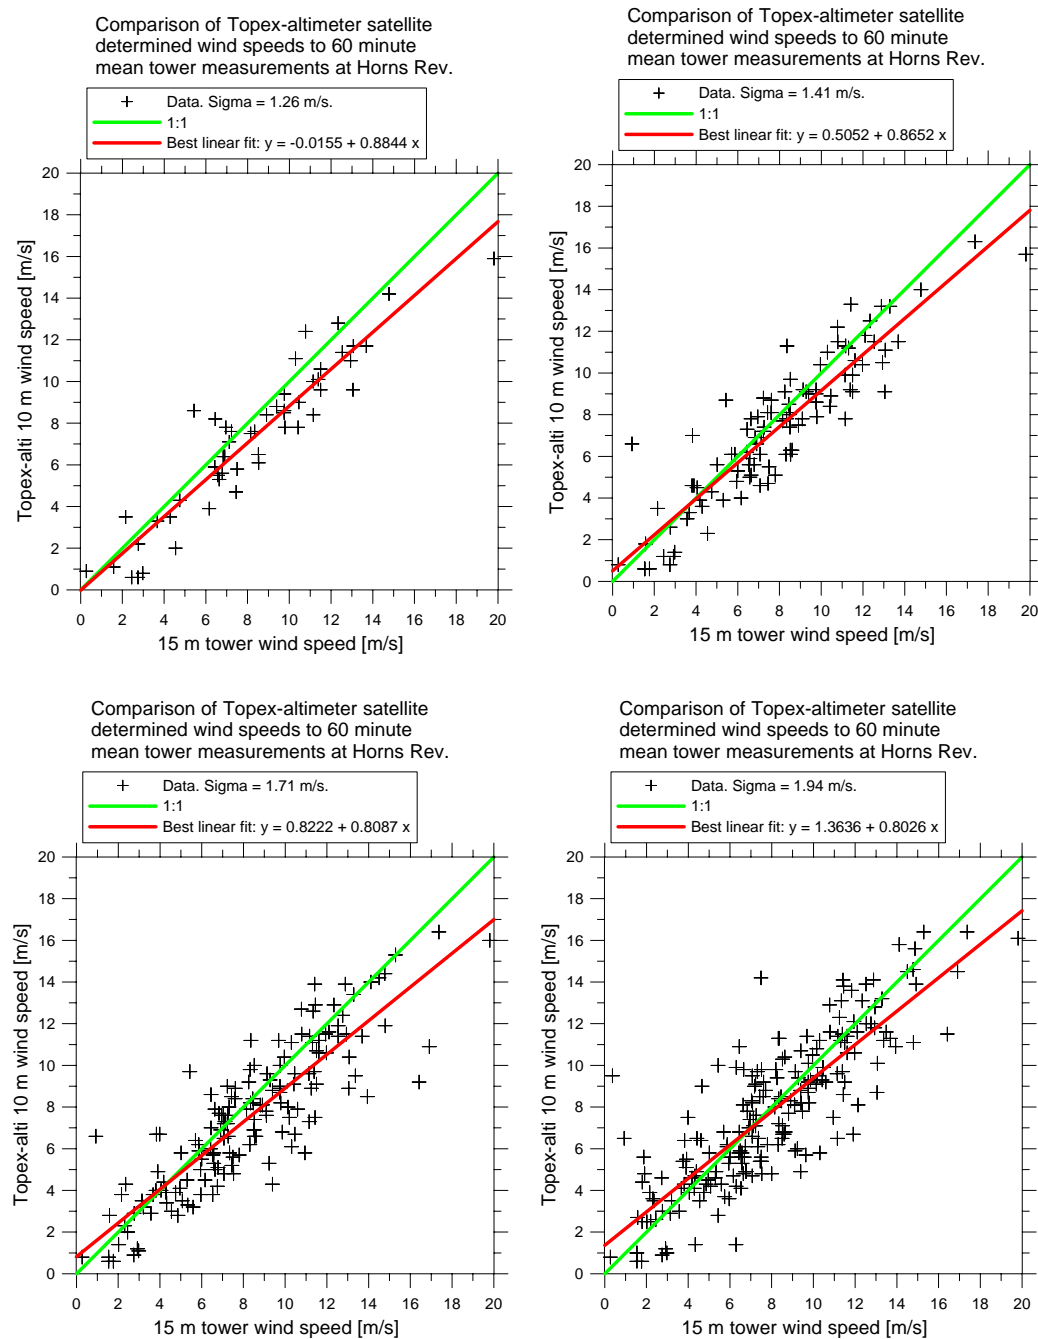 Comparison of Topex-altimeter satellite
determined wind speeds to 60 minute
mean tower measurements at Horns Rev.
Data. Sigma = 1.26 m/s.
1:1
Best linear fit: y = -0.0155 + 0.8844 x
20
18
16
14
12
10
8
6
4
2
0
Topex-alti 10 m wind speed [m/s]
0 2 4 6 8 10 12 14 16 18 20
15 m tower wind speed [m/s]
Comparison of Topex-altimeter satellite
determined wind speeds to 60 minute
mean tower measurements at Horns Rev.
Data. Sigma = 1.41 m/s.
1:1
Best linear fit: y = 0.5052 + 0.8652 x
20
18
16
14
12
10
8
6
4
2
0
Topex-alti 10 m wind speed [m/s]
0 2 4 6 8 10 12 14 16 18 20
15 m tower wind speed [m/s]
Comparison of Topex-altimeter satellite
determined wind speeds to 60 minute
mean tower measurements at Horns Rev.
Data. Sigma = 1.71 m/s.
1:1
Best linear fit: y = 0.8222 + 0.8087 x
20
18
16
14
12
10
8
6
4
2
0
Topex-alti 10 m wind speed [m/s]
0 2 4 6 8 10 12 14 16 18 20
15 m tower wind speed [m/s]
Comparison of Topex-altimeter satellite
determined wind speeds to 60 minute
mean tower measurements at Horns Rev.
Data. Sigma = 1.94 m/s.
1:1
Best linear fit: y = 1.3636 + 0.8026 x
20
18
16
14
12
10
8
6
4
2
0
Topex-alti 10 m wind speed [m/s]
0 2 4 6 8 10 12 14 16 18 20
15 m tower wind speed [m/s]